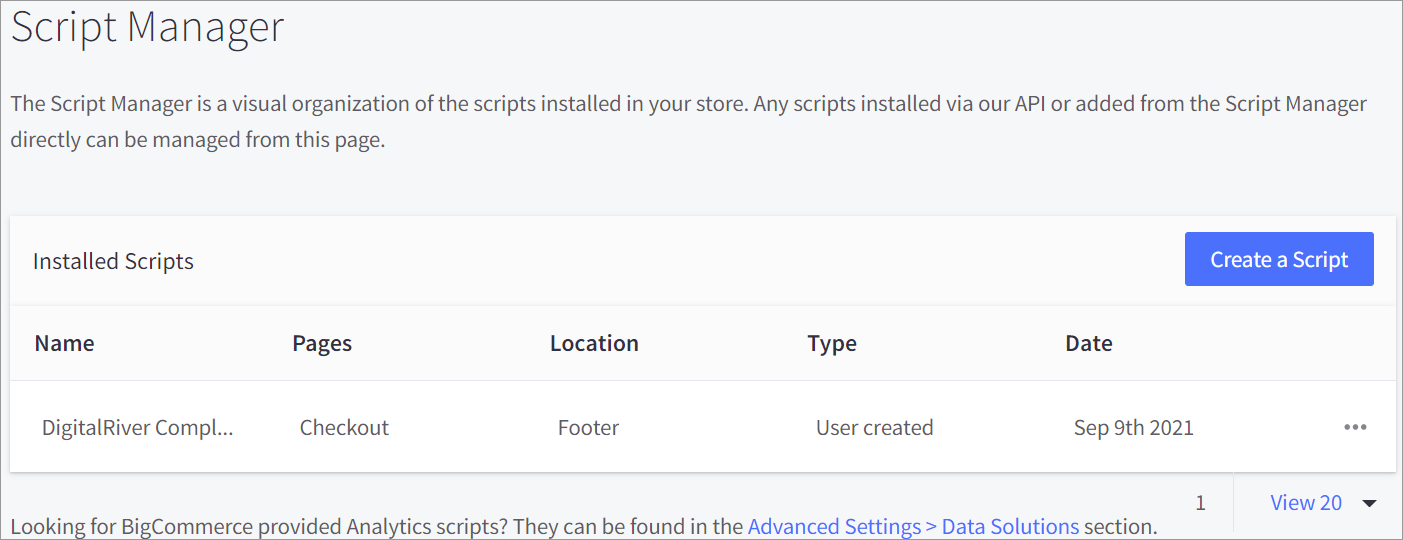 Script Manager
The Script Manager is a visual organization of the scripts installed in your store. Any scripts installed via our API or added from the Script Manager
directly can be managed from this page.
Installed Scripts
Create a Script
Name Pages Location Type Date
DigitalRiver Compl... Checkout Footer User created Sep 9th 2021
1 View 20
Looking for BigCommerce provided Analytics scripts? They can be found in the Advanced Settings > Data Solutions section.